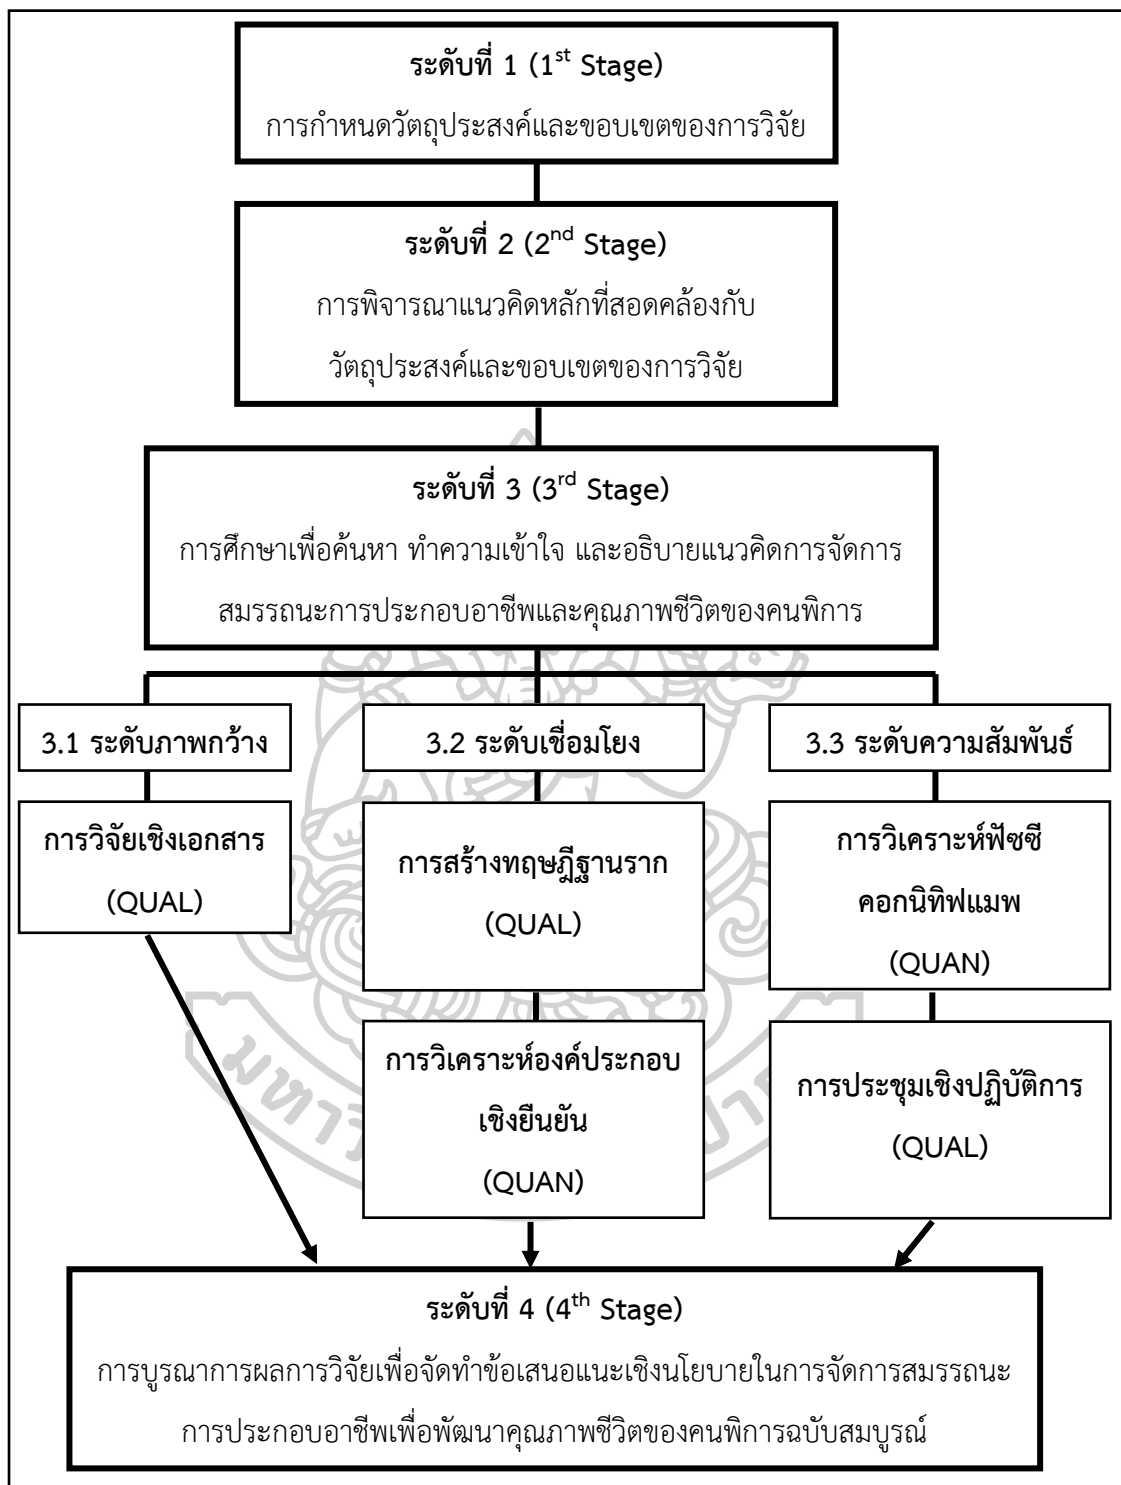 ระดับที่ 1 (1st Stage)
การกำหนดวัตถุประสงค์และขอบเขตของการวิจัย
ระดับที่ 2 (2nd Stage)
การพิจารณาแนวคิดหลักที่สอดคล้องกับ
วัตถุประสงค์และขอบเขตของการวิจัย
ระดับที่ 3 (3rd Stage)
การศึกษาเพื่อค้นหา ทำความเข้าใจ และอธิบายแนวคิดการจัดการ
สมรรถนะการประกอบอาชีพและคุณภาพชีวิตของคนพิการ
3.1 ระดับภาพกว้าง
การวิจัยเชิงเอกสาร
(QUAL)
3.2 ระดับเชื่อมโยง
การสร้างทฤษฎีฐานราก
(QUAL)
การวิเคราะห์องค์ประกอบ
เชิงยืนยัน
(QUAN)
3.3 ระดับความสัมพันธ์
การวิเคราะห์ฟัซซี
คอกนิทิฟแมพ
(QUAN)
การประชุมเชิงปฏิบัติการ
(QUAL)
ระดับที่ 4 (4th Stage)
การบูรณาการผลการวิจัยเพื่อจัดทำข้อเสนอแนะเชิงนโยบายในการจัดการสมรรถนะ
การประกอบอาชีพเพื่อพัฒนาคุณภาพชีวิตของคนพิการฉบับสมบูรณ์